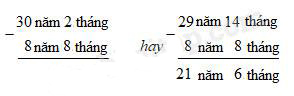 30 năm 2 tháng
−
8 năm 8 tháng
hay
29 năm 14 tháng
−
8 năm 8 tháng
21 năm 6 tháng